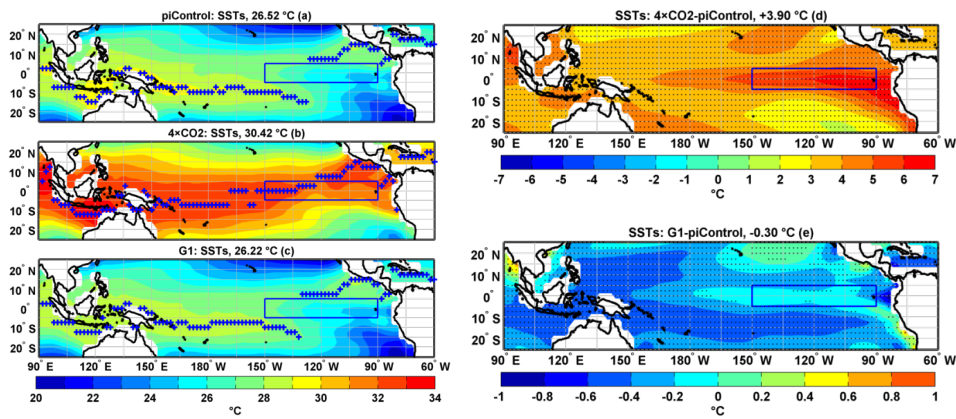 piControl: SSTs, 26.52 °C (a)
20° N
10° N
0°
10° S
20° S
4×CO2: SSTs, 30.42 °C (b)
20° N
10° N
0°
10° S
20° S
G1: SSTs, 26.22 °C (c)
20° N
10° N
0°
10° S
20° S
90° E 120° E 150° E 180° W 150° W 120° W 90° W 60° W
20 22 24 26 28 30 32 34
°C
SSTs: 4×CO2-piControl, +3.90 °C (d)
20° N
10° N
0°
10° S
20° S
90° E 120° E 150° E 180° W 150° W 120° W 90° W 60° W
-7 -6 -5 -4 -3 -2 -1 0 1 2 3 4 5 6 7
°C
SSTs: G1-piControl, -0.30 °C (e)
20° N
10° N
0°
10° S
20° S
90° E 120° E 150° E 180° W 150° W 120° W 90° W 60° W
-1 -0.8 -0.6 -0.4 -0.2 0 0.2 0.4 0.6 0.8 1
°C